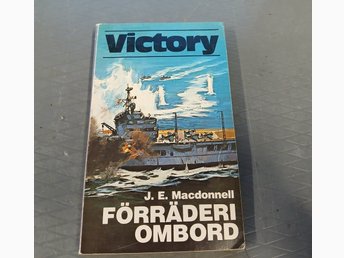 Victory
J. E. Macdonnell
FÖRRÄDERI
OMBORD